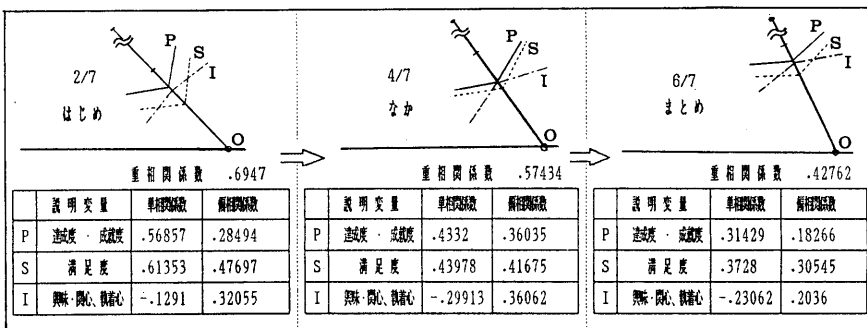 P
S
I
2/7
はじめ
O
重相関係数 .6947
説明変量 単相関係数 偏相関係数
P 達成度・成就度 .56857 .28494
S 満足度 .61353 .47697
I 興味・関心、執着心 -.1291 .32055
P
S
I
4/7
なか
O
重相関係数 .57434
説明変量 単相関係数 偏相関係数
P 達成度・成就度 .4332 .36035
S 満足度 .43978 .41675
I 興味・関心、執着心 -.29913 .36062
P
S
I
6/7
まとめ
O
重相関係数 .42762
説明変量 単相関係数 偏相関係数
P 達成度・成就度 .31429 .18266
S 満足度 .3728 .30545
I 興味・関心、執着心 -.23062 .2036